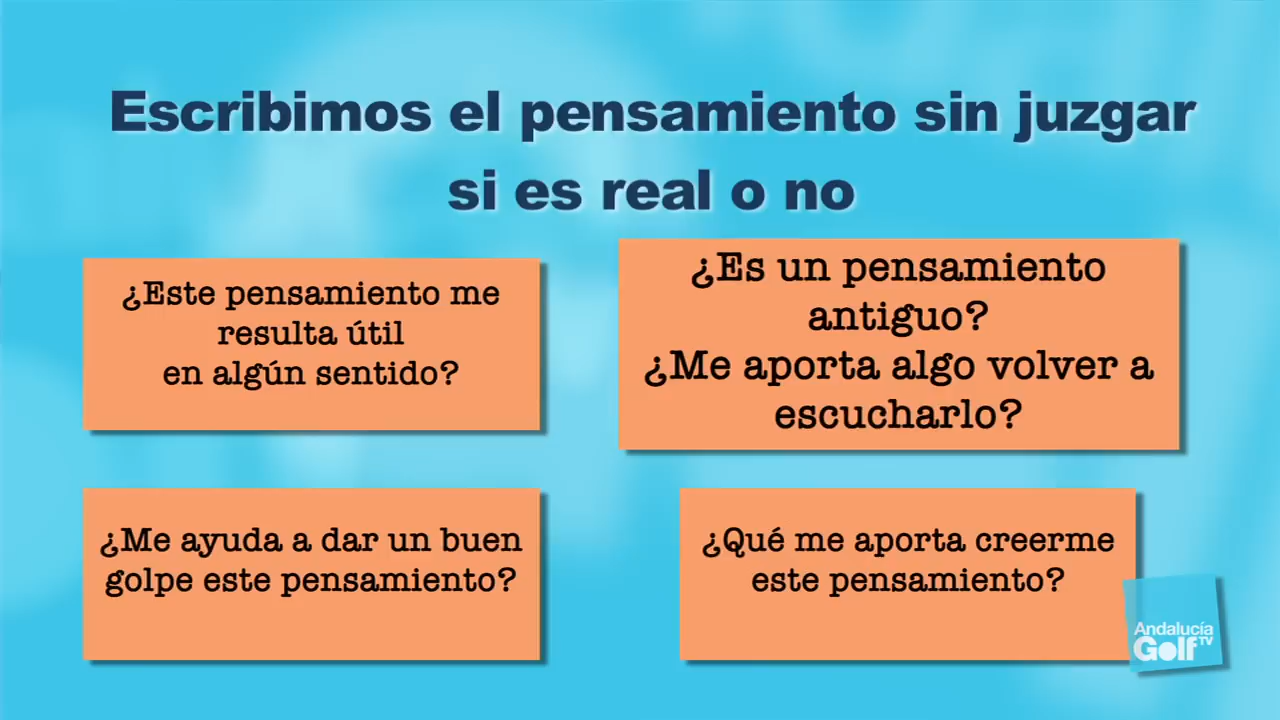 Escribimos el pensamiento sin juzgar
si es real o no
¿Este pensamiento me
resulta útil
en algún sentido?
¿Es un pensamiento
antiguo?
¿Me aporta algo volver a
escucharlo?
¿Me ayuda a dar un buen
golpe este pensamiento?
¿Qué me aporta creerme
este pensamiento?
Andalucía
Golf TV